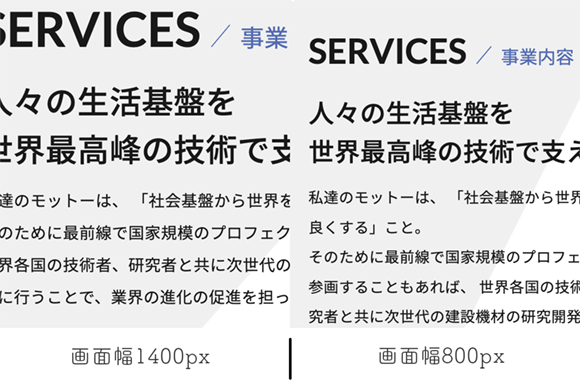 SERVICES ／ 事業
人々の生活基盤を
世界最高峰の技術で支
達のモットーは、 「社会基盤から世界を
のために最前線で国家規模のプロフェク
界各国の技術者、研究者と共に次世代の
に行うことで、業界の進化の促進を担っ
画面幅1400px
SERVICES ／ 事業内容
人々の生活基盤を
世界最高峰の技術で支え
私達のモットーは、 「社会基盤から世界
良くする」こと。
そのために最前線で国家規模のプロフェ
参画することもあれば、 世界各国の技術
究者と共に次世代の建設機材の研究開発
画面幅800px